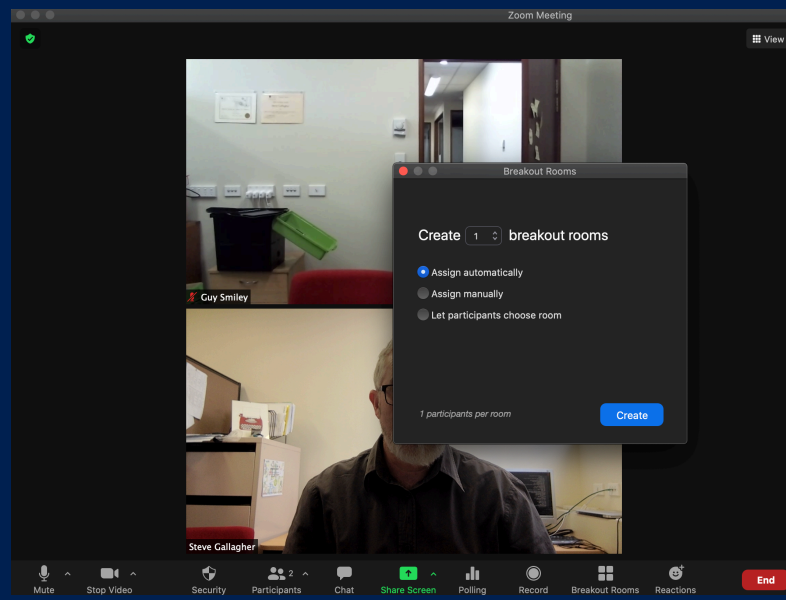 Zoom Meeting
View
Breakout Rooms
Create 1 breakout rooms
Assign automatically
Assign manually
Let participants choose room
1 participants per room
Create
Guy Smiley
Steve Gallagher
Mute
Stop Video
Security
2
Participants
Chat
Share Screen
Polling
Record
Breakout Rooms
Reactions
End